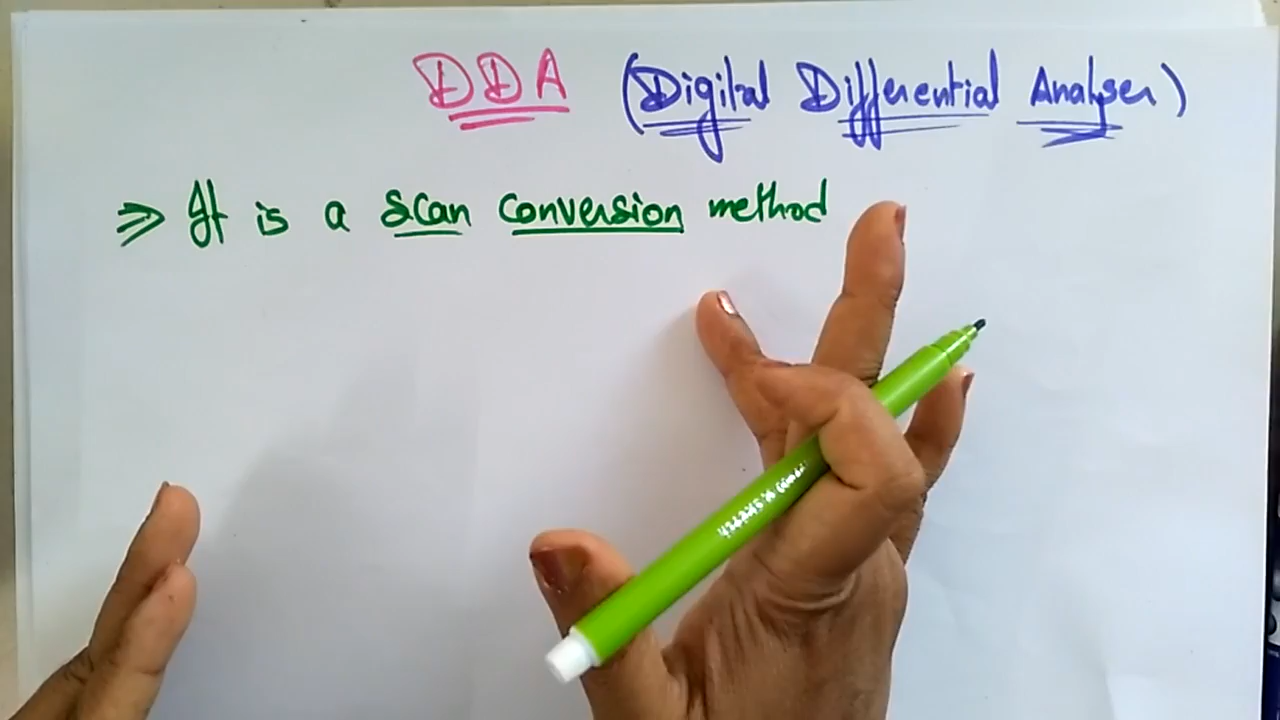 DDA (Digital Differential Analyser)
⇒ It is a scan conversion method